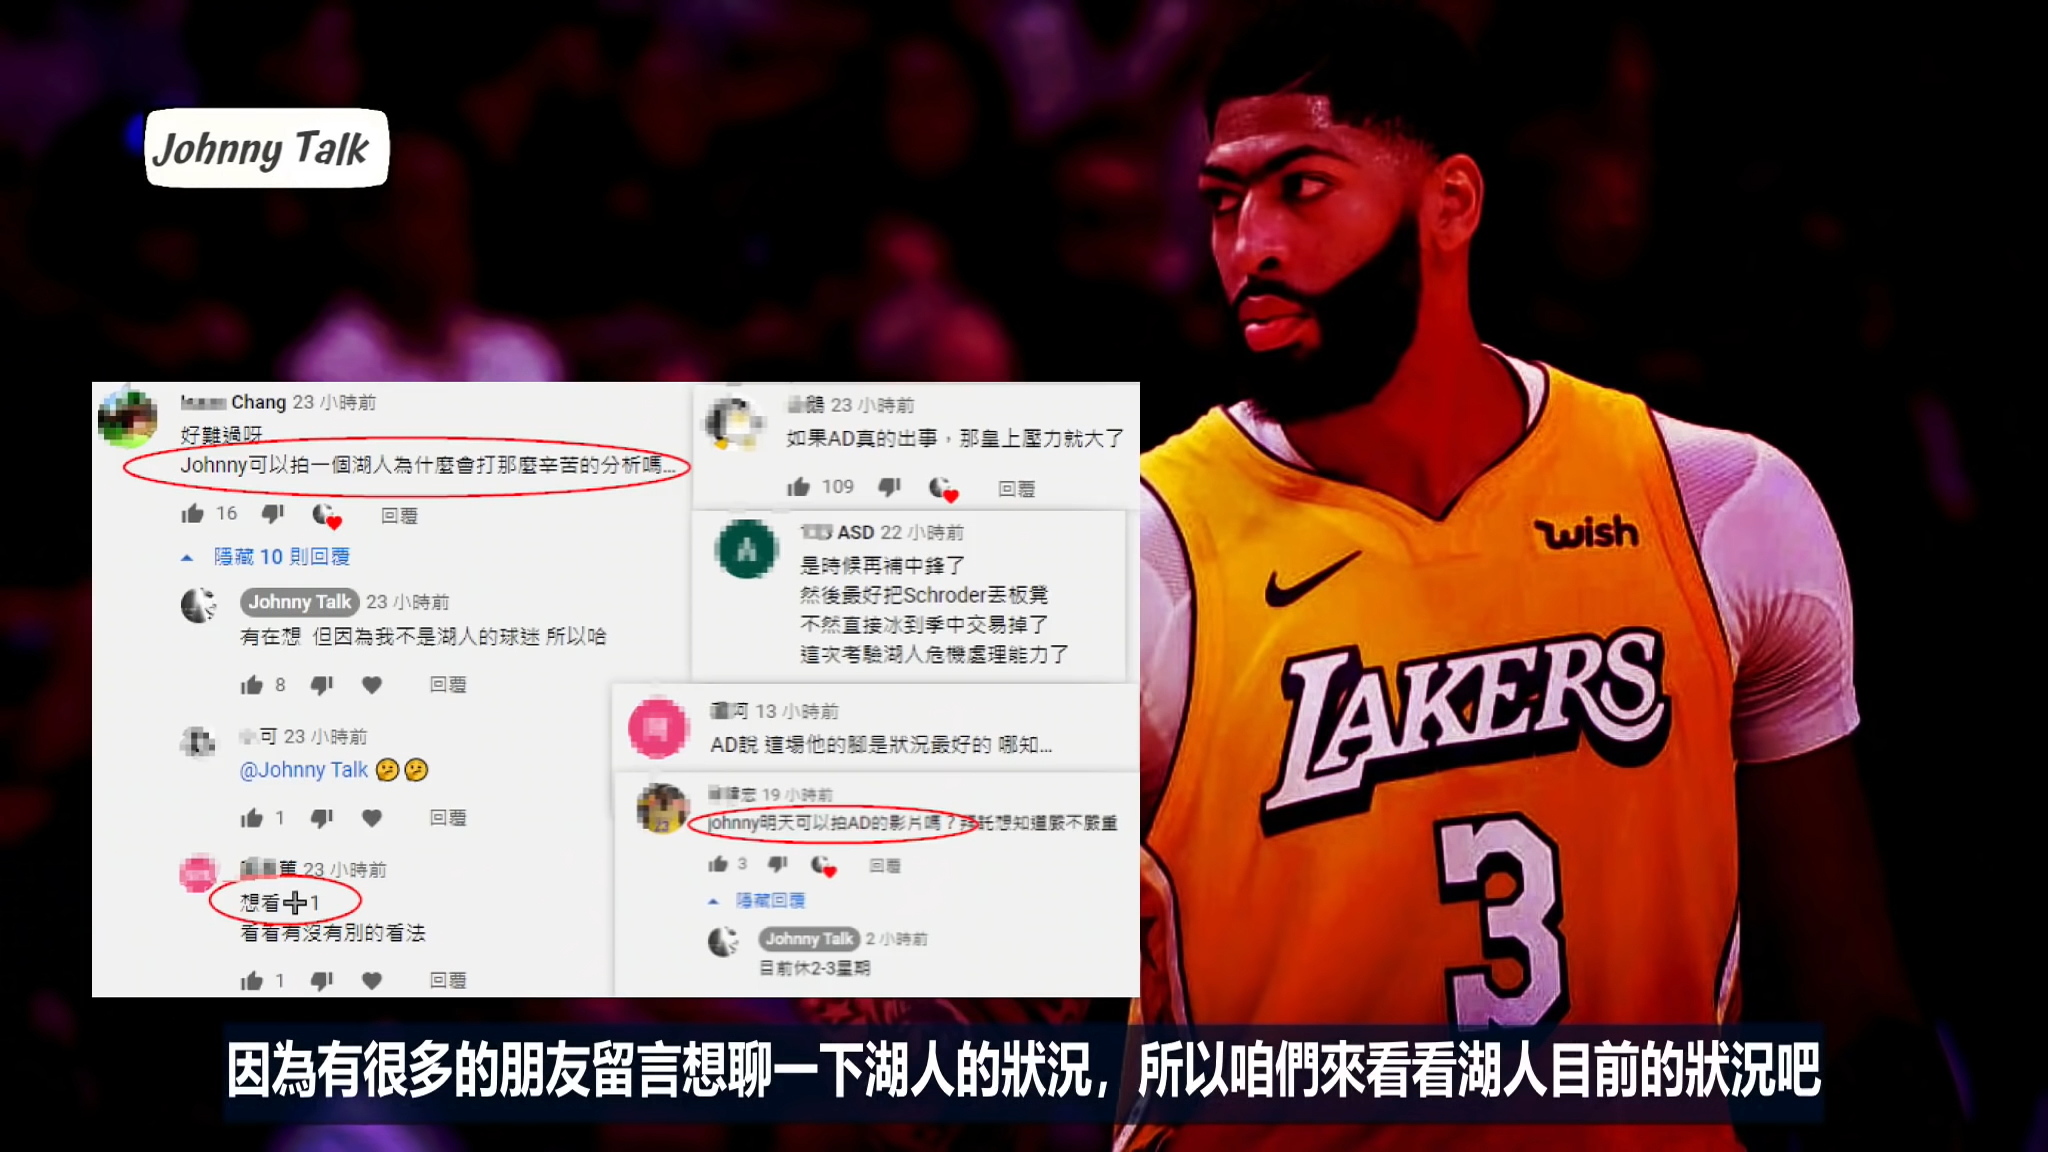 Johnny Talk
Chang 23 小時前
好難過呀
Johnny可以拍一個湖人為什麼會打那麼辛苦的分析嗎...
16 回覆
隱藏 10 則回覆
Johnny Talk 23 小時前
有在想 但因為我不是湖人的球迷 所以哈
8 回覆
可 23 小時前
@Johnny Talk
1 回覆
23 小時前
想看➕1
看看有沒有別的看法
1 回覆
鵝 23 小時前
如果AD真的出事，那皇上壓力就大了
109 回覆
ASD 22 小時前
是時候再補中鋒了
然後最好把Schroder丟板凳
不然直接冰到季中交易掉了
這次考驗湖人危機處理能力了
阿 13 小時前
AD說 這場他的腳是狀況最好的 哪知...
忠 19 小時前
johnny明天可以拍AD的影片嗎？拜託想知道嚴不嚴重
3 回覆
隱藏回覆
Johnny Talk 2 小時前
目前休2-3星期
wish
LAKERS
3
因為有很多的朋友留言想聊一下湖人的狀況，所以咱們來看看湖人目前的狀況吧